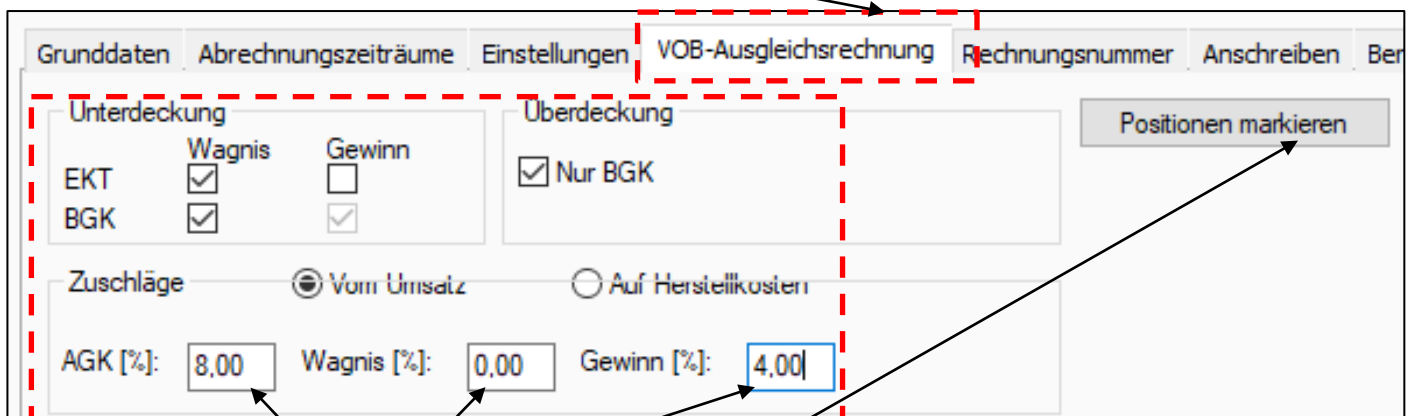 Grunddaten Abrechnungszeiträume Einstellungen VOB-Ausgleichsrechnung Rechnungsnummer Anschreiben Ber
Unterdeckung Überdeckung Positionen markieren
Wagnis Gewinn
EKT Nur BGK
BGK
Zuschläge Vom Umsatz Auf Herstellkosten
AGK [%]: 8,00 Wagnis [%]: 0,00 Gewinn [%]: 4,00